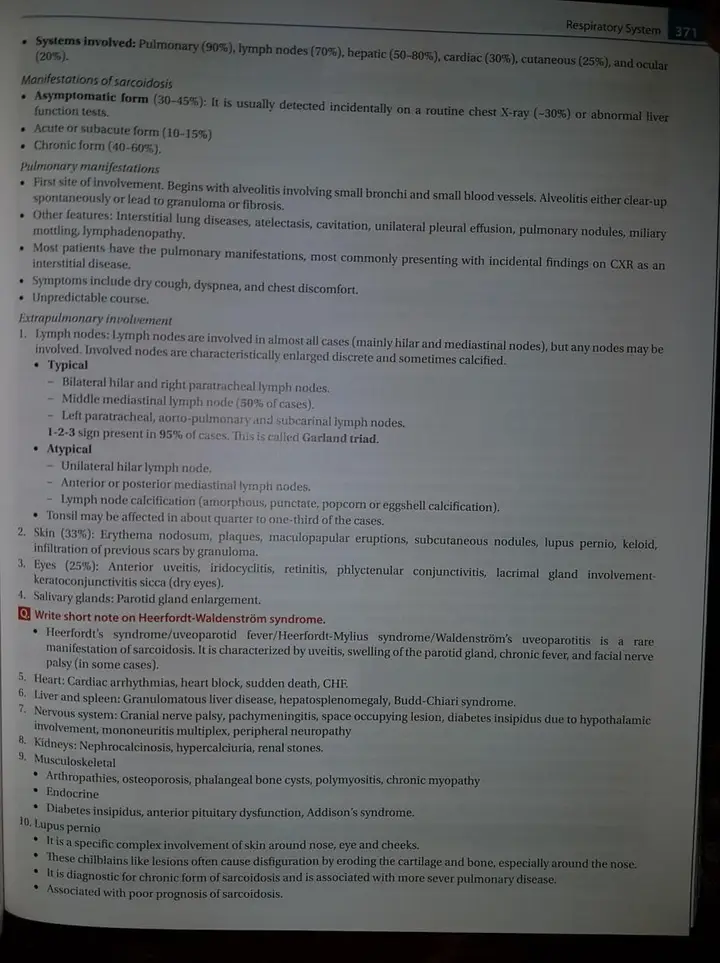 Respiratory System 371
• Systems involved: Pulmonary (90%), lymph nodes (70%), hepatic (50–80%), cardiac (30%), cutaneous (25%), and ocular
(20%).
Manifestations of sarcoidosis
• Asymptomatic form (30–45%): It is usually detected incidentally on a routine chest X-ray (~30%) or abnormal liver
function tests.
• Acute or subacute form (10–15%)
• Chronic form (40–60%).
Pulmonary manifestations
• First site of involvement. Begins with alveolitis involving small bronchi and small blood vessels. Alveolitis either clear-up
spontaneously or lead to granuloma or fibrosis.
• Other features: Interstitial lung diseases, atelectasis, cavitation, unilateral pleural effusion, pulmonary nodules, miliary
mottling, lymphadenopathy.
• Most patients have the pulmonary manifestations, most commonly presenting with incidental findings on CXR as an
interstitial disease.
• Symptoms include dry cough, dyspnea, and chest discomfort.
• Unpredictable course.
Extrapulmonary involvement
1. Lymph nodes: Lymph nodes are involved in almost all cases (mainly hilar and mediastinal nodes), but any nodes may be
involved. Involved nodes are characteristically enlarged discrete and sometimes calcified.
• Typical
– Bilateral hilar and right paratracheal lymph nodes.
– Middle mediastinal lymph node (50% of cases).
– Left paratracheal, aorto-pulmonary and subcarinal lymph nodes.
1-2-3 sign present in 95% of cases. This is called Garland triad.
• Atypical
– Unilateral hilar lymph node.
– Anterior or posterior mediastinal lymph nodes.
– Lymph node calcification (amorphous, punctate, popcorn or eggshell calcification).
• Tonsil may be affected in about quarter to one-third of the cases.
2. Skin (33%): Erythema nodosum, plaques, maculopapular eruptions, subcutaneous nodules, lupus pernio, keloid,
infiltration of previous scars by granuloma.
3. Eyes (25%): Anterior uveitis, iridocyclitis, retinitis, phlyctenular conjunctivitis, lacrimal gland involvement-
keratoconjunctivitis sicca (dry eyes).
4. Salivary glands: Parotid gland enlargement.
Q. Write short note on Heerfordt-Waldenström syndrome.
• Heerfordt's syndrome/uveoparotid fever/Heerfordt-Mylius syndrome/Waldenström's uveoparotitis is a rare
manifestation of sarcoidosis. It is characterized by uveitis, swelling of the parotid gland, chronic fever, and facial nerve
palsy (in some cases).
5. Heart: Cardiac arrhythmias, heart block, sudden death, CHF.
6. Liver and spleen: Granulomatous liver disease, hepatosplenomegaly, Budd-Chiari syndrome.
7. Nervous system: Cranial nerve palsy, pachymeningitis, space occupying lesion, diabetes insipidus due to hypothalamic
involvement, mononeuritis multiplex, peripheral neuropathy
8. Kidneys: Nephrocalcinosis, hypercalciuria, renal stones.
9. Musculoskeletal
• Arthropathies, osteoporosis, phalangeal bone cysts, polymyositis, chronic myopathy
• Endocrine
• Diabetes insipidus, anterior pituitary dysfunction, Addison's syndrome.
10. Lupus pernio
• It is a specific complex involvement of skin around nose, eye and cheeks.
• These chilblains like lesions often cause disfiguration by eroding the cartilage and bone, especially around the nose.
• It is diagnostic for chronic form of sarcoidosis and is associated with more sever pulmonary disease.
• Associated with poor prognosis of sarcoidosis.